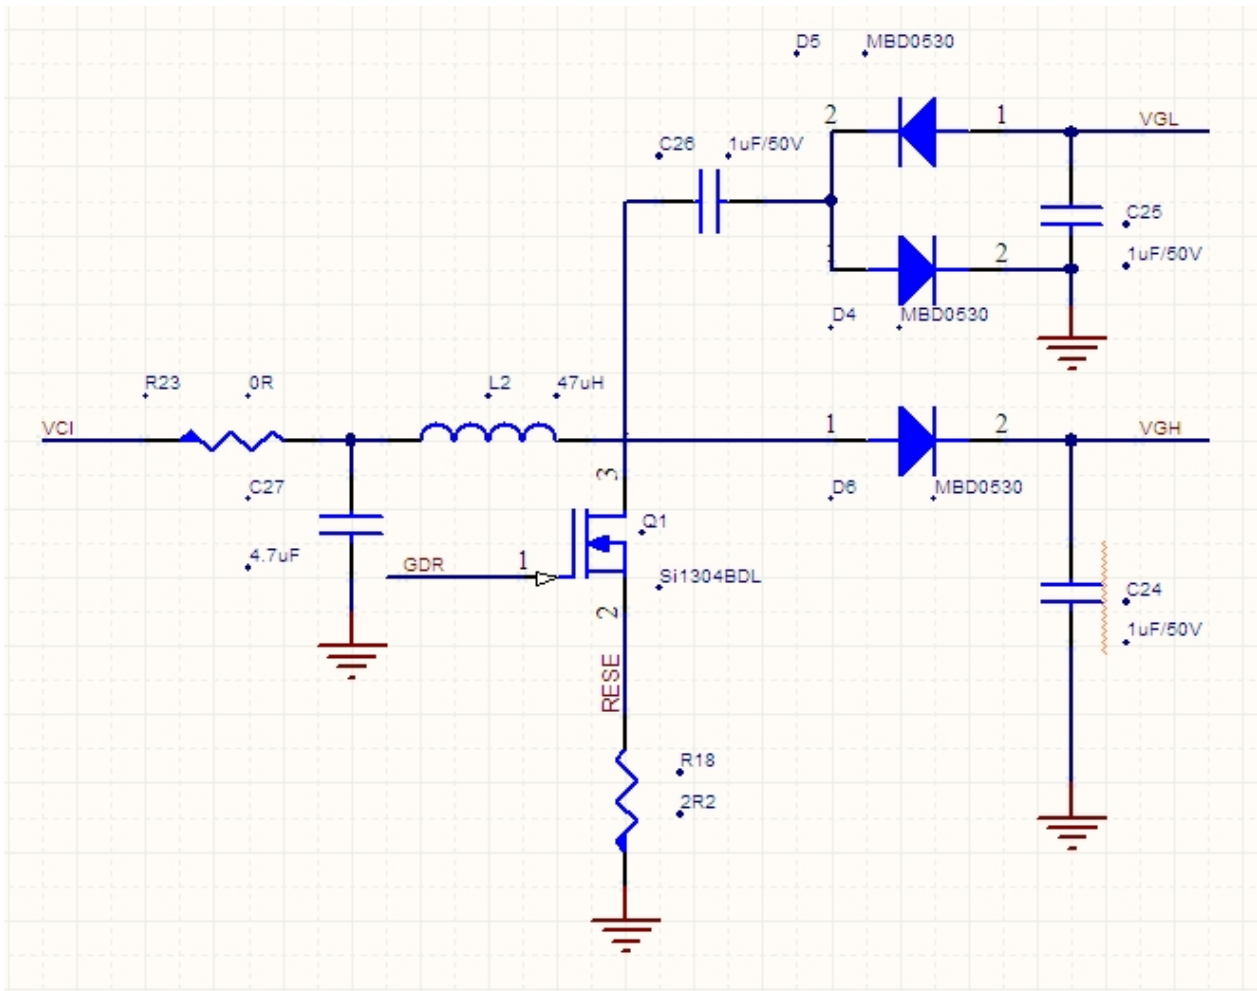 D5 MBD0530
2 1 VGL
C26 1uF/50V
C25
2 1uF/50V
D4 MBD0530
R23 0R L2 47uH
VCI 1 2 VGH
3
C27 D6 MBD0530
Q1
4.7uF GDR 1
Si1304BDL
C24
2
1uF/50V
RESE
R18
2R2